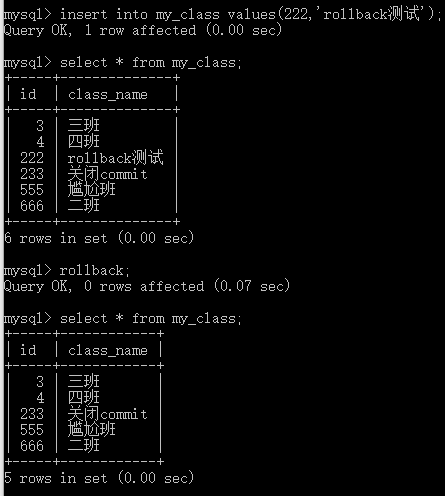 mysql> insert into my_class values(222,'rollback测试');
Query OK, 1 row affected (0.00 sec)
mysql> select * from my_class;
+-----+--------------+
| id  | class_name   |
+-----+--------------+
|   3 | 三班
|   4 | 四班
| 222 | rollback测试
| 233 | 关闭commit
| 555 | 尴尬班
| 666 | 二班
+-----+--------------+
6 rows in set (0.00 sec)
mysql> rollback;
Query OK, 0 rows affected (0.07 sec)
mysql> select * from my_class;
+-----+------------+
| id  | class_name |
+-----+------------+
|   3 | 三班
|   4 | 四班
| 233 | 关闭commit
| 555 | 尴尬班
| 666 | 二班
+-----+------------+
5 rows in set (0.00 sec)